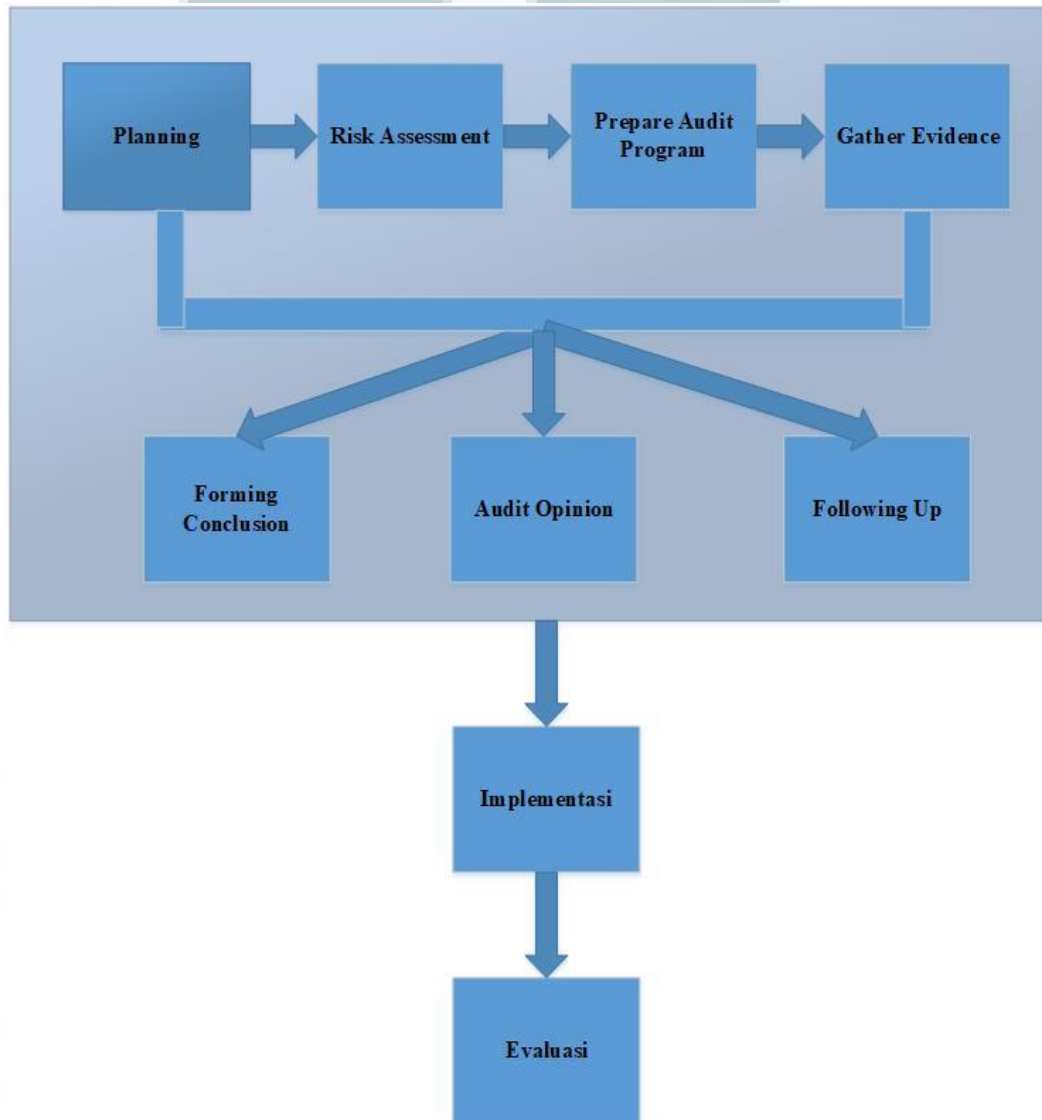 Planning
Risk Assessment
Prepare Audit
Program
Gather Evidence
Forming
Conclusion
Audit Opinion
Following Up
Implementasi
Evaluasi